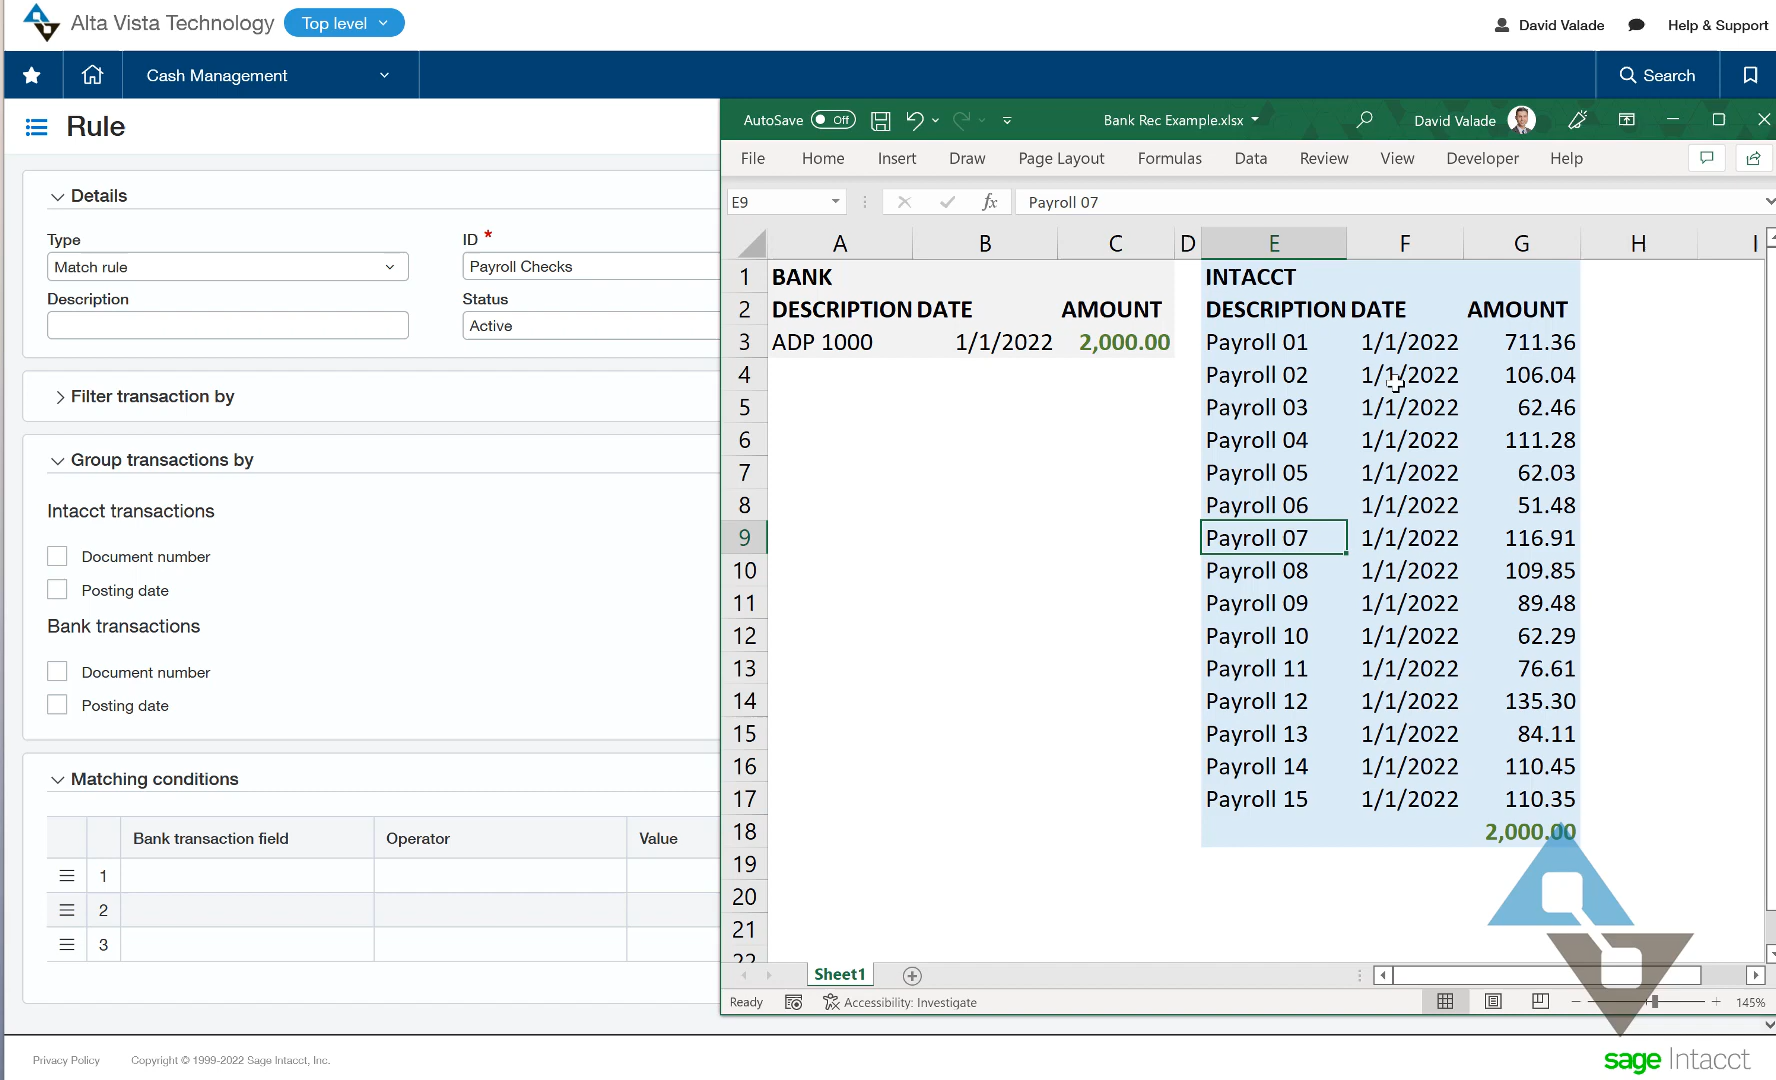 Alta Vista Technology
Top level
David Valade
Help & Support
Cash Management
Search
Rule
Details
Type
ID *
Match rule
Payroll Checks
Description
Status
Active
Filter transaction by
Group transactions by
Intacct transactions
Document number
Posting date
Bank transactions
Document number
Posting date
Matching conditions
Bank transaction field Operator Value
1
2
3
AutoSave Off
Bank Rec Example.xlsx
David Valade
File Home Insert Draw Page Layout Formulas Data Review View Developer Help
E9 fx Payroll 07
A B C D E F G H I
1 BANK INTACCT
2 DESCRIPTION DATE AMOUNT DESCRIPTION DATE AMOUNT
3 ADP 1000 1/1/2022 2,000.00 Payroll 01 1/1/2022 711.36
4 Payroll 02 1/1/2022 106.04
5 Payroll 03 1/1/2022 62.46
6 Payroll 04 1/1/2022 111.28
7 Payroll 05 1/1/2022 62.03
8 Payroll 06 1/1/2022 51.48
9 Payroll 07 1/1/2022 116.91
10 Payroll 08 1/1/2022 109.85
11 Payroll 09 1/1/2022 89.48
12 Payroll 10 1/1/2022 62.29
13 Payroll 11 1/1/2022 76.61
14 Payroll 12 1/1/2022 135.30
15 Payroll 13 1/1/2022 84.11
16 Payroll 14 1/1/2022 110.45
17 Payroll 15 1/1/2022 110.35
18 2,000.00
19
20
21
22
Sheet1
Ready
Accessibility: Investigate
145%
Privacy Policy
Copyright © 1999-2022 Sage Intacct, Inc.
sage Intacct